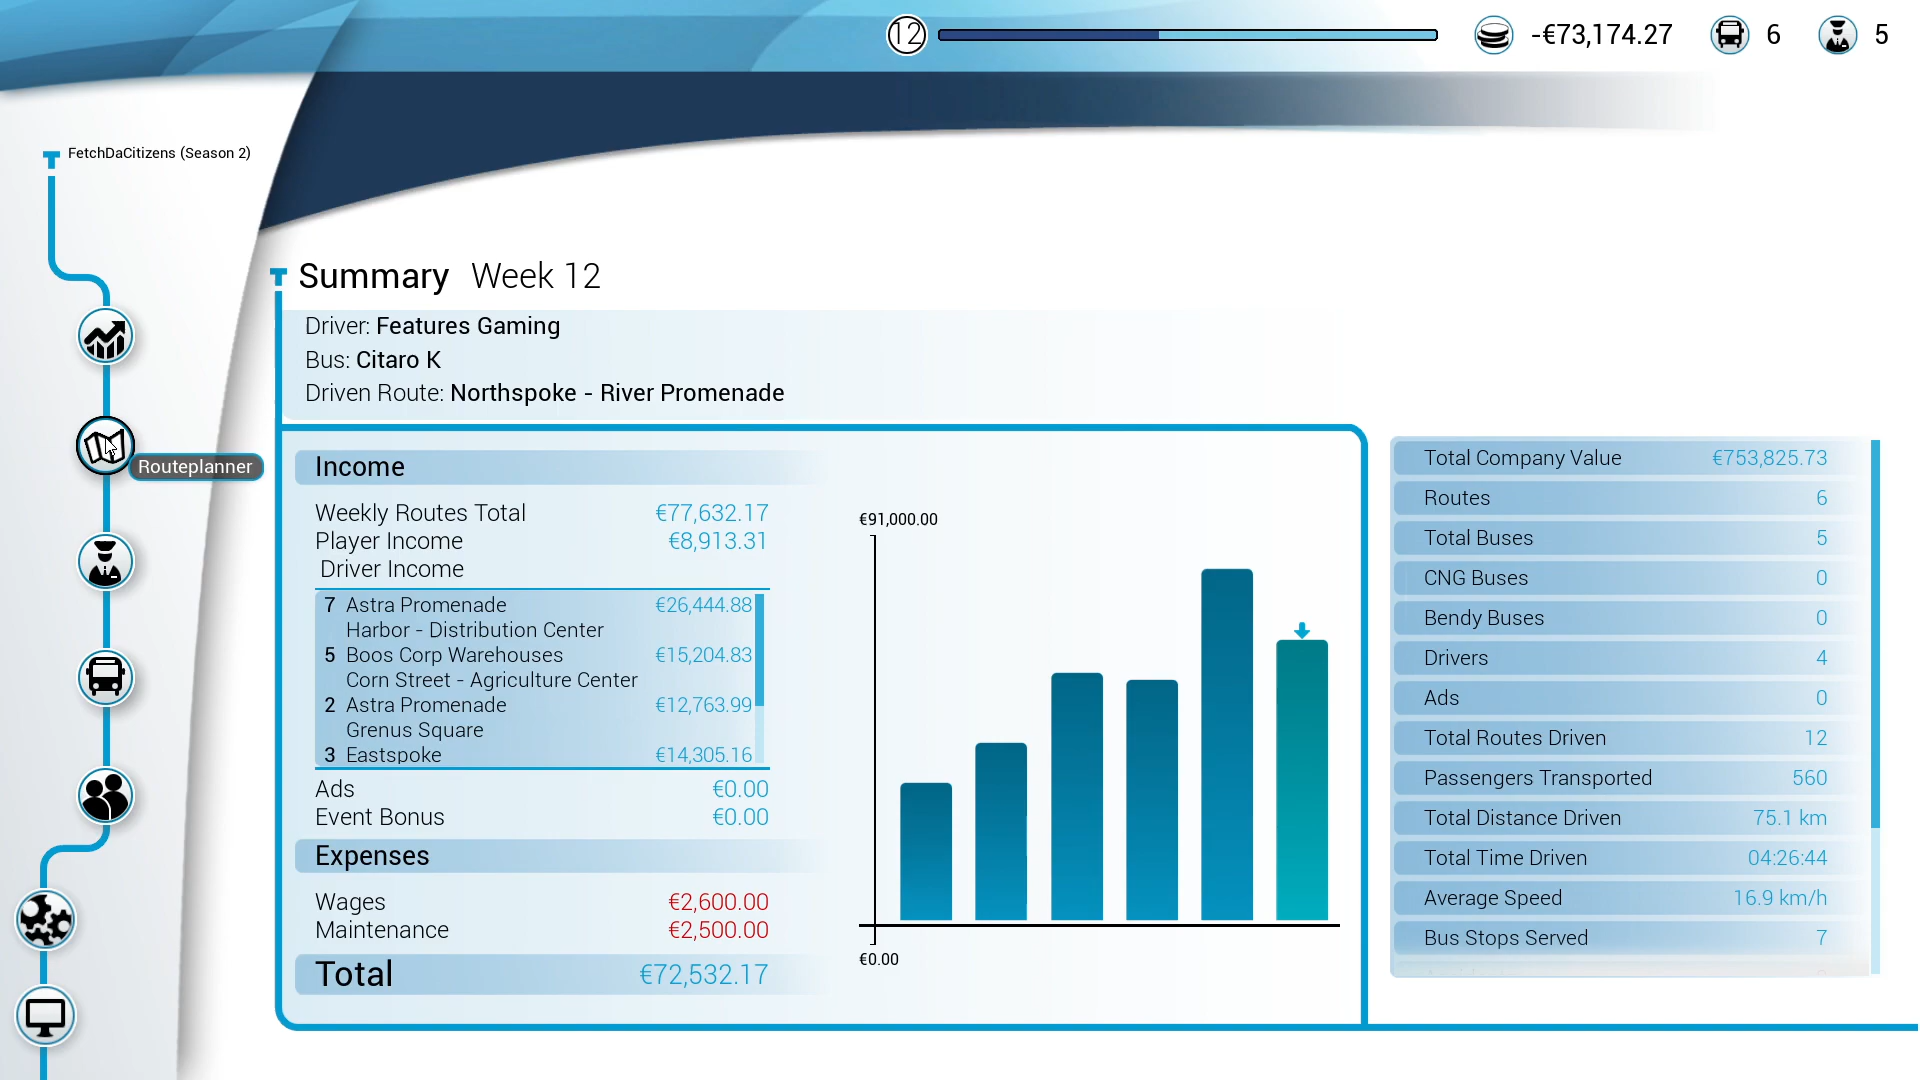 12
-€73,174.27
6
5
FetchDaCitizens (Season 2)
Summary Week 12
Driver: Features Gaming
Bus: Citaro K
Driven Route: Northspoke - River Promenade
Routeplanner
Income
Weekly Routes Total €77,632.17
Player Income €8,913.31
Driver Income
7 Astra Promenade €26,444.88
Harbor - Distribution Center
5 Boos Corp Warehouses €15,204.83
Corn Street - Agriculture Center
2 Astra Promenade €12,763.99
Grenus Square
3 Eastspoke €14,305.16
Ads €0.00
Event Bonus €0.00
Expenses
Wages €2,600.00
Maintenance €2,500.00
Total €72,532.17
€91,000.00
€0.00
Total Company Value €753,825.73
Routes 6
Total Buses 5
CNG Buses 0
Bendy Buses 0
Drivers 4
Ads 0
Total Routes Driven 12
Passengers Transported 560
Total Distance Driven 75.1 km
Total Time Driven 04:26:44
Average Speed 16.9 km/h
Bus Stops Served 7